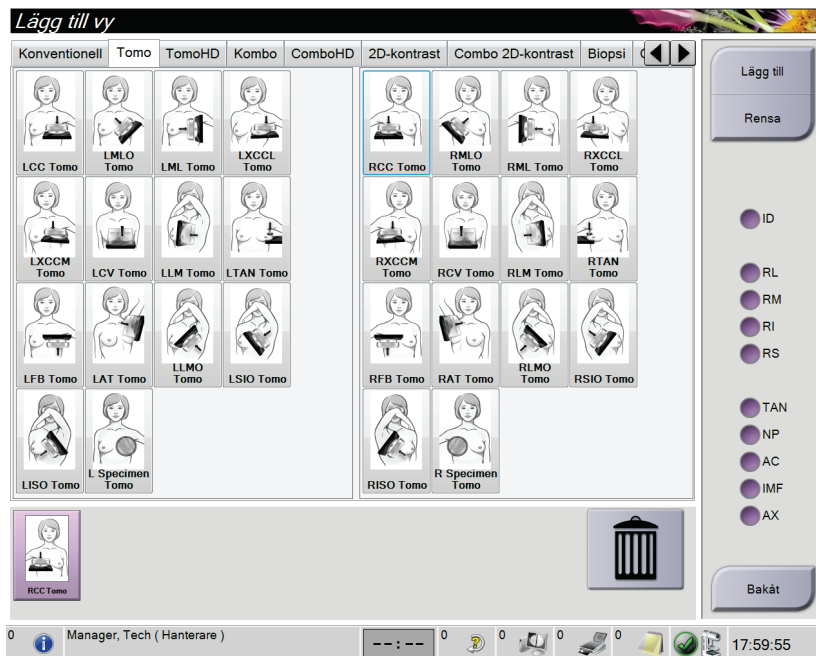 Lägg till vy
Konventionell Tomo TomoHD Kombo ComboHD 2D-kontrast Combo 2D-kontrast Biopsi
LCC Tomo
LMLO
Tomo
LML Tomo
LXCCL
Tomo
RCC Tomo
RMLO
Tomo
RML Tomo
RXCCL
Tomo
LXCCM
Tomo
LCV Tomo
LLM Tomo
LTAN Tomo
RXCCM
Tomo
RCV Tomo
RLM Tomo
RTAN
Tomo
LFB Tomo
LAT Tomo
LLMO
Tomo
LSIO Tomo
RFB Tomo
RAT Tomo
RLMO
Tomo
RSIO Tomo
LISO Tomo
L Specimen
Tomo
RISO Tomo
R Specimen
Tomo
RCC Tomo
Lägg till
Rensa
ID
RL
RM
RI
RS
TAN
NP
AC
IMF
AX
Bakåt
0 Manager, Tech ( Hanterare ) --:-- 0 0 0 0 17:59:55